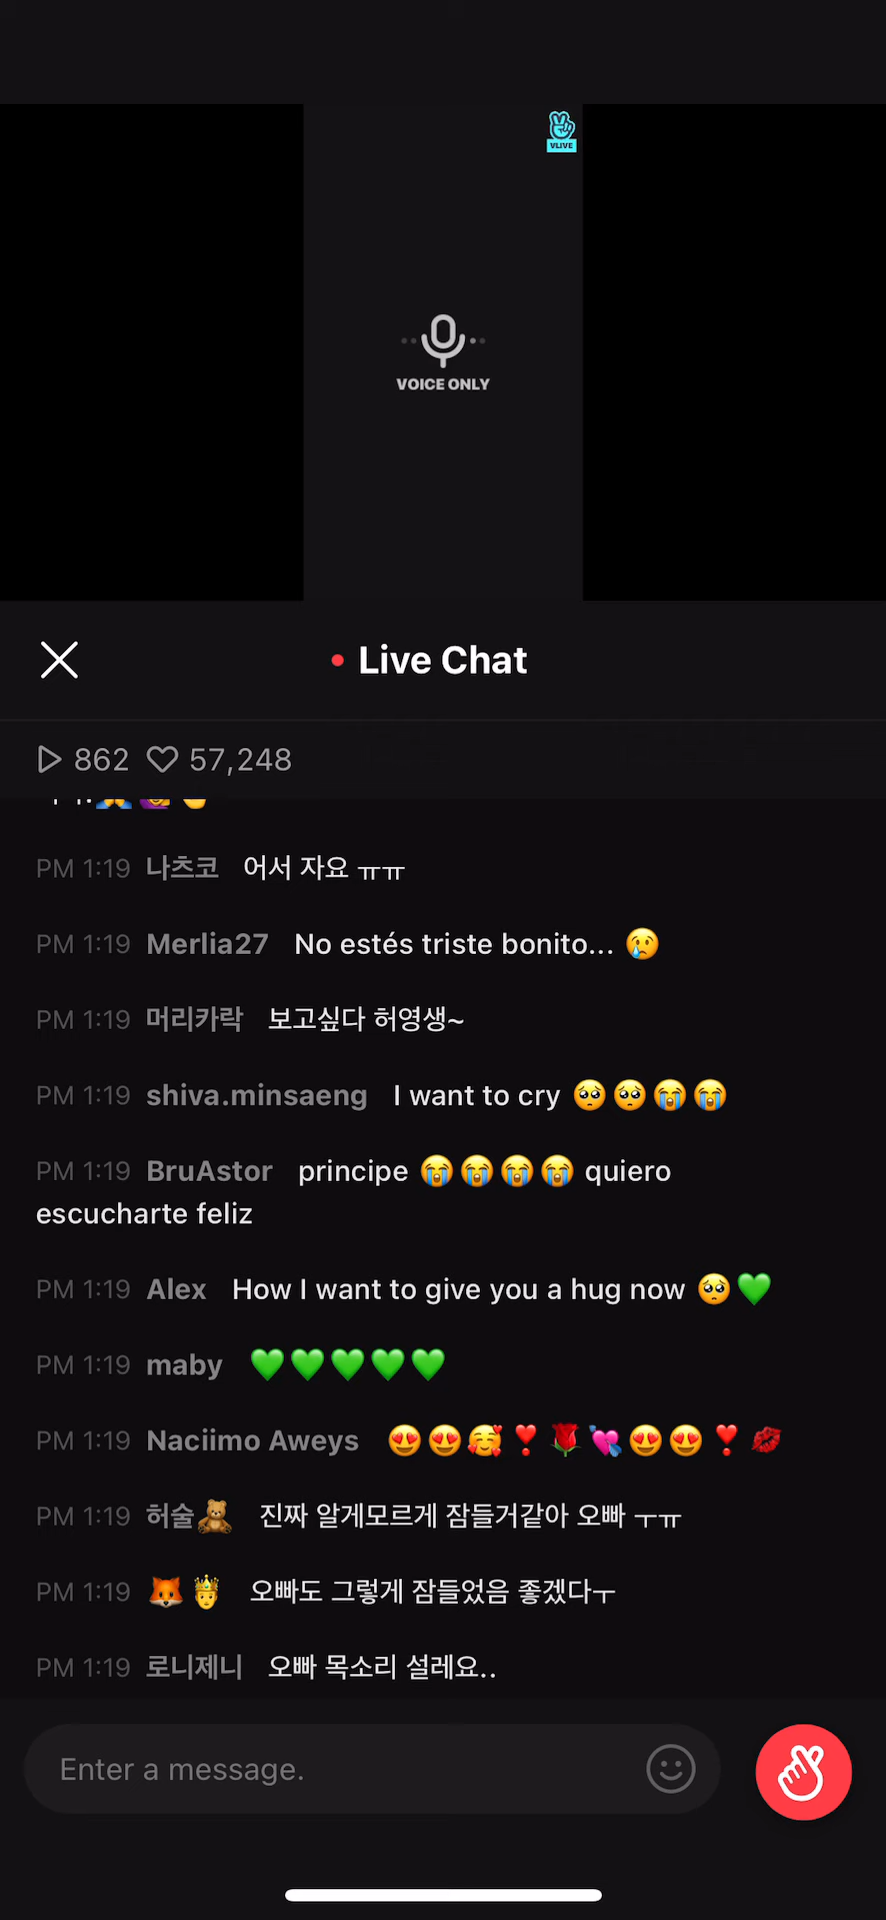 VLIVE
VOICE ONLY
Live Chat
862 57,248
PM 1:19 나츠코 어서 자요 ㅠㅠ
PM 1:19 Merlia27 No estés triste bonito... 😢
PM 1:19 머리카락 보고싶다 허영생~
PM 1:19 shiva.minsaeng I want to cry 🥺🥺😭😭
PM 1:19 BruAstor principe 😭😭😭😭 quiero
escucharte feliz
PM 1:19 Alex How I want to give you a hug now 🥺💚
PM 1:19 maby 💚💚💚💚💚
PM 1:19 Naciimo Aweys 😍😍🥰❣️🌹💘😍😍❣️💋
PM 1:19 허술🧸 진짜 알게모르게 잠들거같아 오빠 ㅜㅠ
PM 1:19 🦊🤴 오빠도 그렇게 잠들었음 좋겠다ㅜ
PM 1:19 로니제니 오빠 목소리 설레요..
Enter a message.